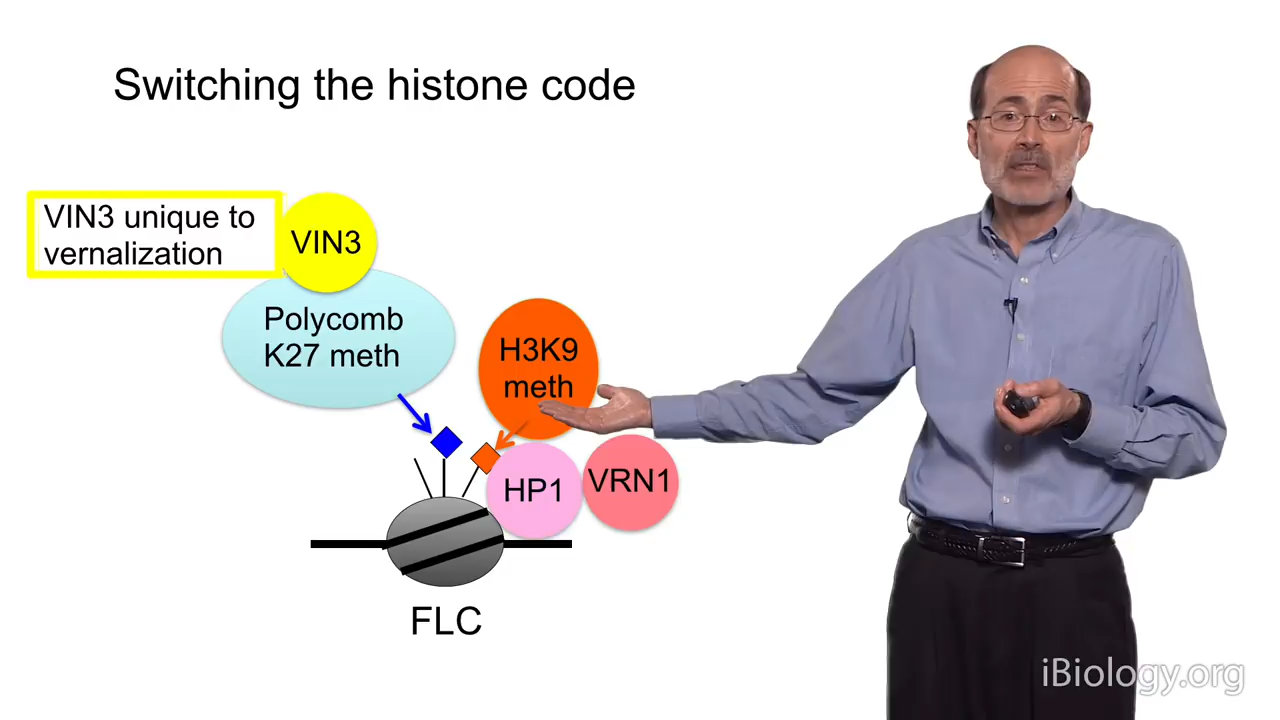 Switching the histone code
VIN3 unique to
vernalization
VIN3
Polycomb
K27 meth
H3K9
meth
HP1
VRN1
FLC
iBiology.org